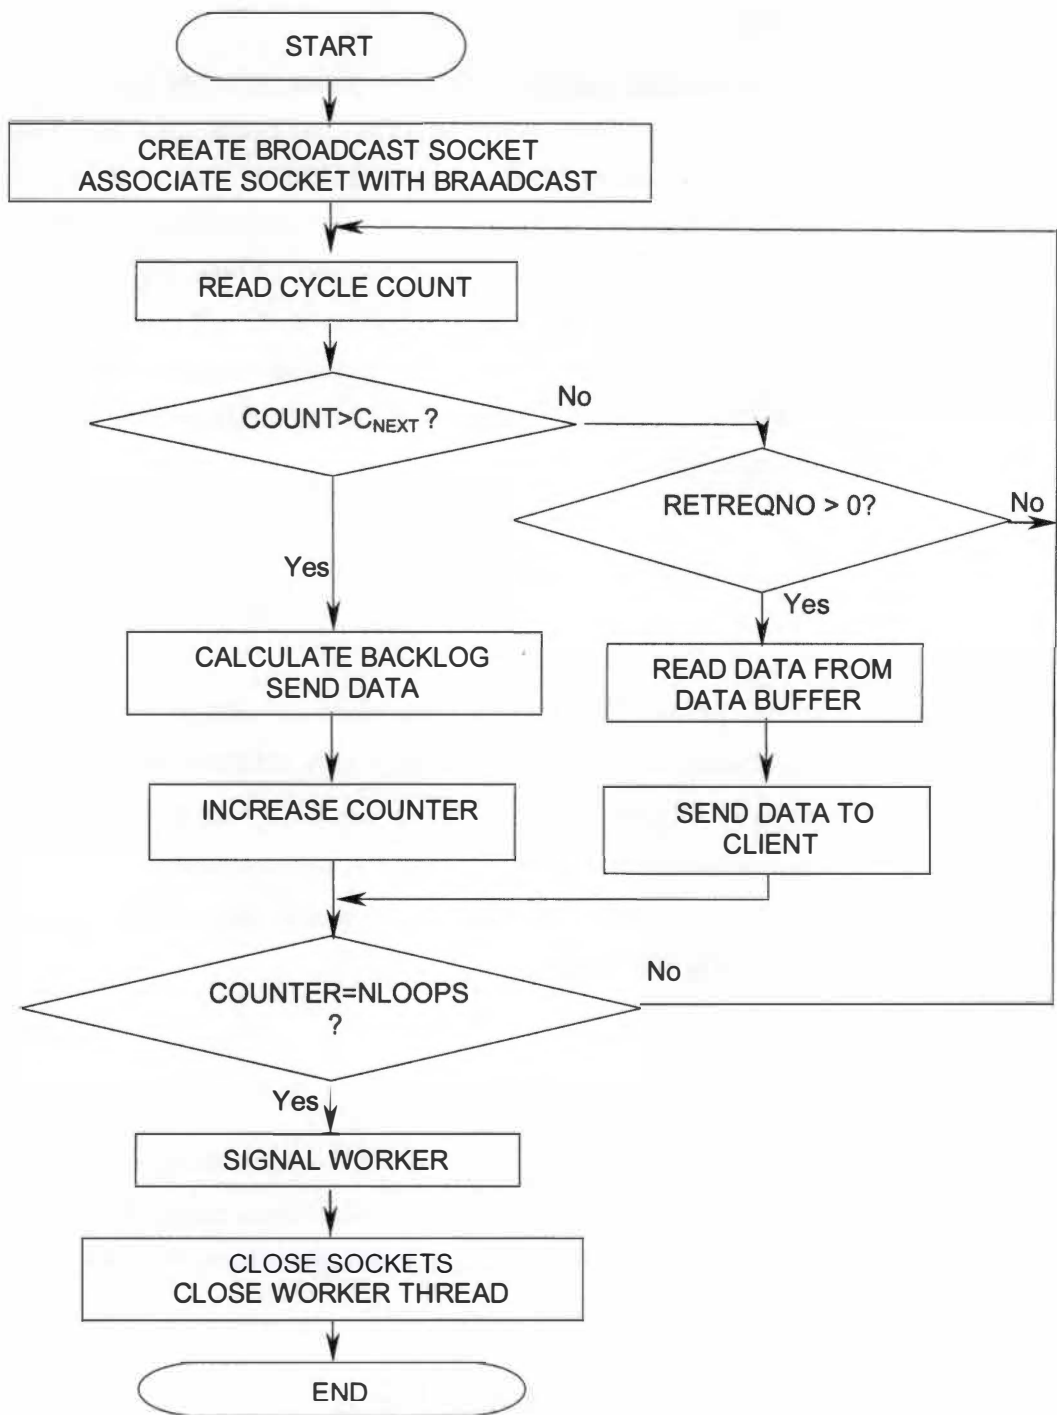 START
CREATE BROADCAST SOCKET
ASSOCIATE SOCKET WITH BRAADCAST
READ CYCLE COUNT
COUNT>CNEXT ?
No
RETREQNO > 0?
No
Yes
Yes
CALCULATE BACKLOG
SEND DATA
READ DATA FROM
DATA BUFFER
INCREASE COUNTER
SEND DATA TO
CLIENT
COUNTER=NLOOPS
?
No
Yes
SIGNAL WORKER
CLOSE SOCKETS
CLOSE WORKER THREAD
END